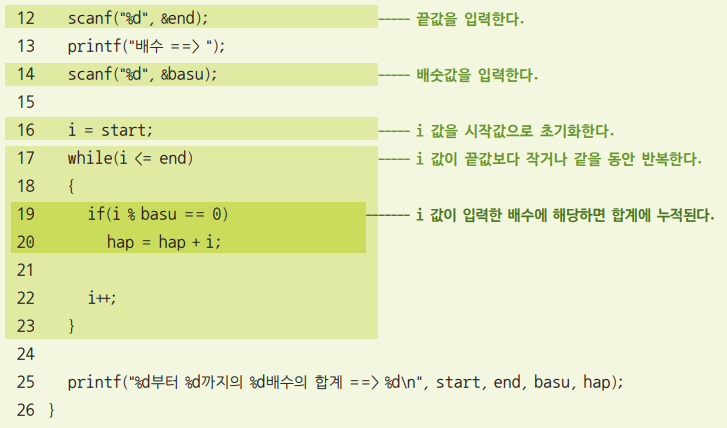 12 scanf("%d", &end); ----- 끝값을 입력한다.
13 printf("배수 ==> ");
14 scanf("%d", &basu); ----- 배숫값을 입력한다.
15
16 i = start; ----- i 값을 시작값으로 초기화한다.
17 while(i <= end) ----- i 값이 끝값보다 작거나 같을 동안 반복한다.
18 {
19 if(i % basu == 0) ------- i 값이 입력한 배수에 해당하면 합계에 누적된다.
20 hap = hap + i;
21
22 i++;
23 }
24
25 printf("%d부터 %d까지의 %d배수의 합계 ==> %d\n", start, end, basu, hap);
26 }